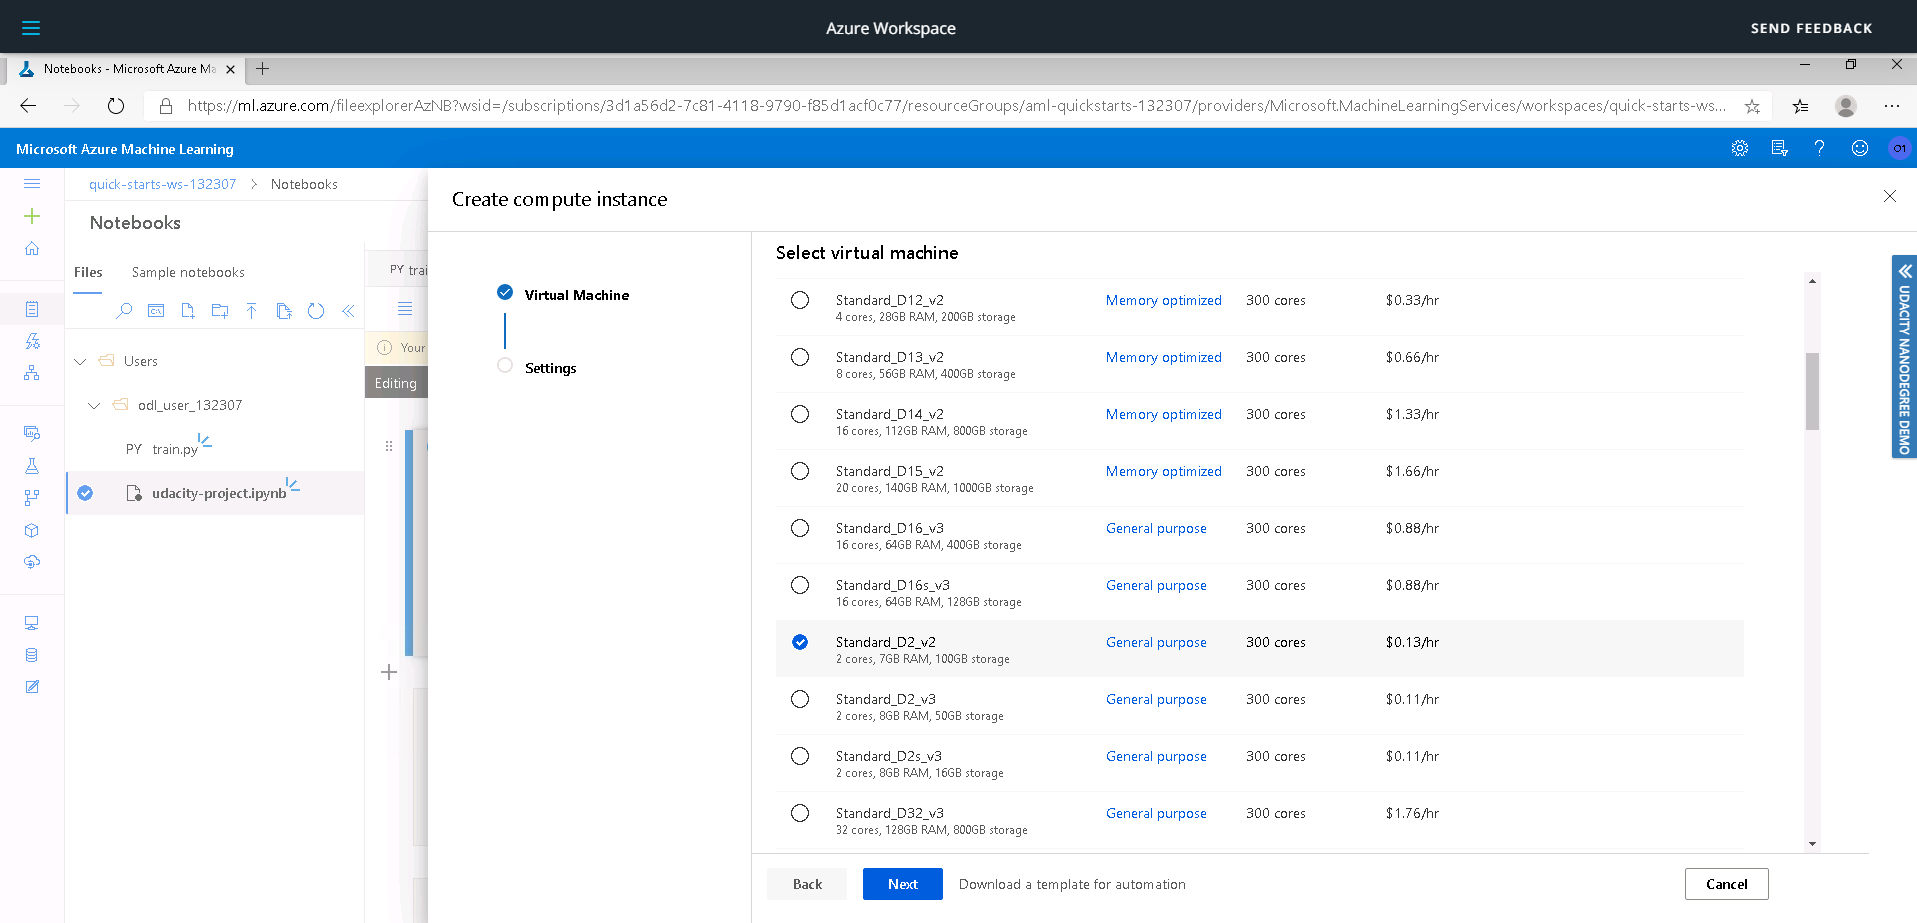 Azure Workspace
SEND FEEDBACK
Notebooks - Microsoft Azure Ma
https://ml.azure.com/fileexplorerAzNB?wsid=/subscriptions/3d1a56d2-7c81-4118-9790-f85d1acf0c77/resourceGroups/aml-quickstarts-132307/providers/Microsoft.MachineLearningServices/workspaces/quick-starts-ws...
Microsoft Azure Machine Learning
O1
quick-starts-ws-132307 > Notebooks
Notebooks
Files Sample notebooks
Users
odl_user_132307
PY train.py
udacity-project.ipynb
PY trai
Your
Editing
Create compute instance
Virtual Machine
Settings
Select virtual machine
Standard_D12_v2 Memory optimized 300 cores $0.33/hr
4 cores, 28GB RAM, 200GB storage
Standard_D13_v2 Memory optimized 300 cores $0.66/hr
8 cores, 56GB RAM, 400GB storage
Standard_D14_v2 Memory optimized 300 cores $1.33/hr
16 cores, 112GB RAM, 800GB storage
Standard_D15_v2 Memory optimized 300 cores $1.66/hr
20 cores, 140GB RAM, 1000GB storage
Standard_D16_v3 General purpose 300 cores $0.88/hr
16 cores, 64GB RAM, 400GB storage
Standard_D16s_v3 General purpose 300 cores $0.88/hr
16 cores, 64GB RAM, 128GB storage
Standard_D2_v2 General purpose 300 cores $0.13/hr
2 cores, 7GB RAM, 100GB storage
Standard_D2_v3 General purpose 300 cores $0.11/hr
2 cores, 8GB RAM, 50GB storage
Standard_D2s_v3 General purpose 300 cores $0.11/hr
2 cores, 8GB RAM, 16GB storage
Standard_D32_v3 General purpose 300 cores $1.76/hr
32 cores, 128GB RAM, 800GB storage
Back Next Download a template for automation Cancel
UDACITY NANODEGREE DEMO